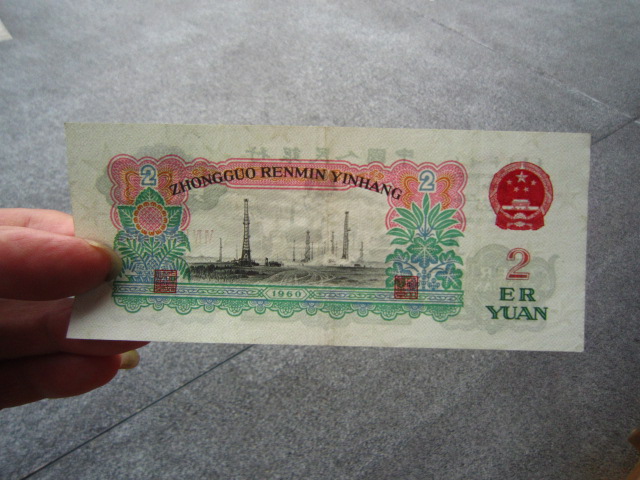 ZHONGGUO RENMIN YINHANG
2
2
2
ER
YUAN
1960